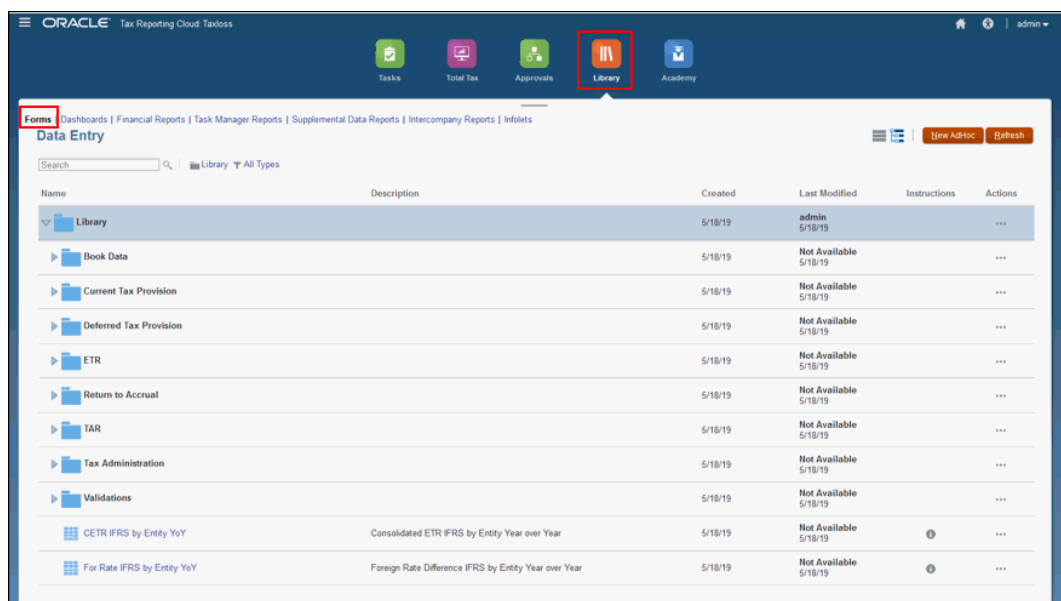 ORACLE® Tax Reporting Cloud: Taxloss admin
Tasks Total Tax Approvals Library Academy
Forms | Dashboards | Financial Reports | Task Manager Reports | Supplemental Data Reports | Intercompany Reports | Infolets
Data Entry New AdHoc Refresh
Search Library All Types
Name Description Created Last Modified Instructions Actions
Library 5/18/19 admin
5/18/19
Book Data 5/18/19 Not Available
5/18/19
Current Tax Provision 5/18/19 Not Available
5/18/19
Deferred Tax Provision 5/18/19 Not Available
5/18/19
ETR 5/18/19 Not Available
5/18/19
Return to Accrual 5/18/19 Not Available
5/18/19
TAR 5/18/19 Not Available
5/18/19
Tax Administration 5/18/19 Not Available
5/18/19
Validations 5/18/19 Not Available
5/18/19
CETR IFRS by Entity YoY Consolidated ETR IFRS by Entity Year over Year 5/18/19 Not Available
5/18/19
For Rate IFRS by Entity YoY Foreign Rate Difference IFRS by Entity Year over Year 5/18/19 Not Available
5/18/19